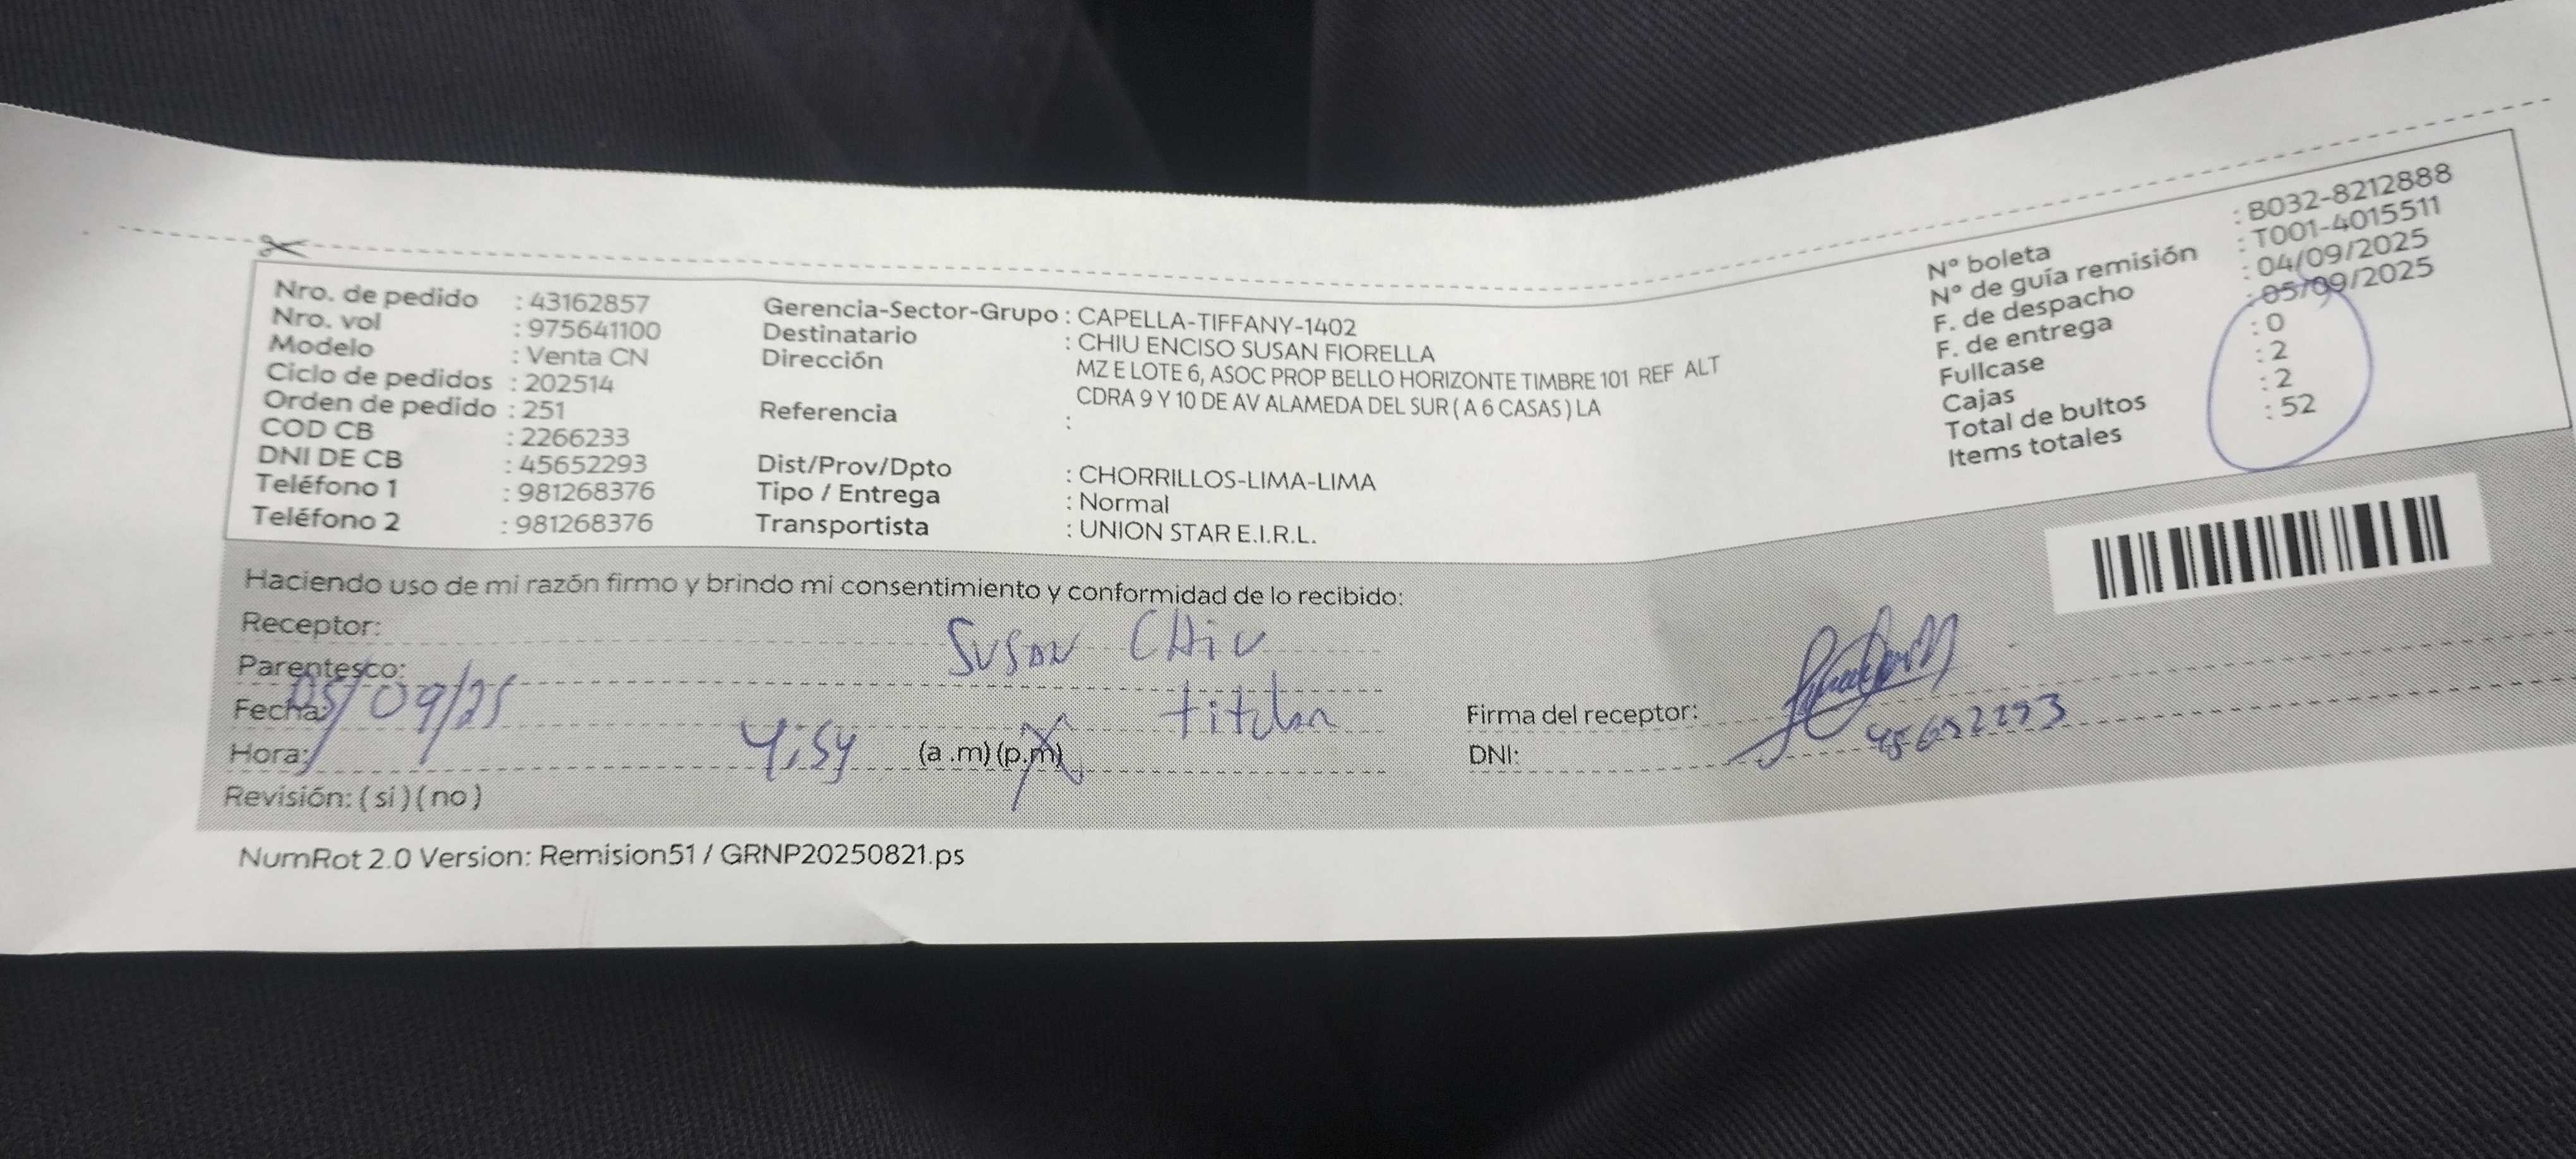 Nro. de pedido : 43162857
Nro. vol : 975641100
Modelo : Venta CN
Ciclo de pedidos : 202514
Orden de pedido : 251
COD CB : 2266233
DNI DE CB : 45652293
Teléfono 1 : 981268376
Teléfono 2 : 981268376
Gerencia-Sector-Grupo : CAPELLA-TIFFANY-1402
Destinatario : CHIU ENCISO SUSAN FIORELLA
Dirección MZ E LOTE 6, ASOC PROP BELLO HORIZONTE TIMBRE 101 REF ALT
CDRA 9 Y 10 DE AV ALAMEDA DEL SUR ( A 6 CASAS ) LA
Referencia :
Dist/Prov/Dpto : CHORRILLOS-LIMA-LIMA
Tipo / Entrega : Normal
Transportista : UNION STAR E.I.R.L.
Nº boleta : B032-8212888
Nº de guía remisión : T001-4015511
F. de despacho : 04/09/2025
F. de entrega : 05/09/2025
Fullcase : 0
Cajas : 2
Total de bultos : 2
Items totales : 52
Haciendo uso de mi razón firmo y brindo mi consentimiento y conformidad de lo recibido:
Receptor: Susan CHiu
Parentesco: titular
Fecha: 05/09/25
Hora: (a .m) (p.m)
Revisión: ( si ) ( no )
Firma del receptor:
DNI: 45652293
NumRot 2.0 Version: Remision51 / GRNP20250821.ps